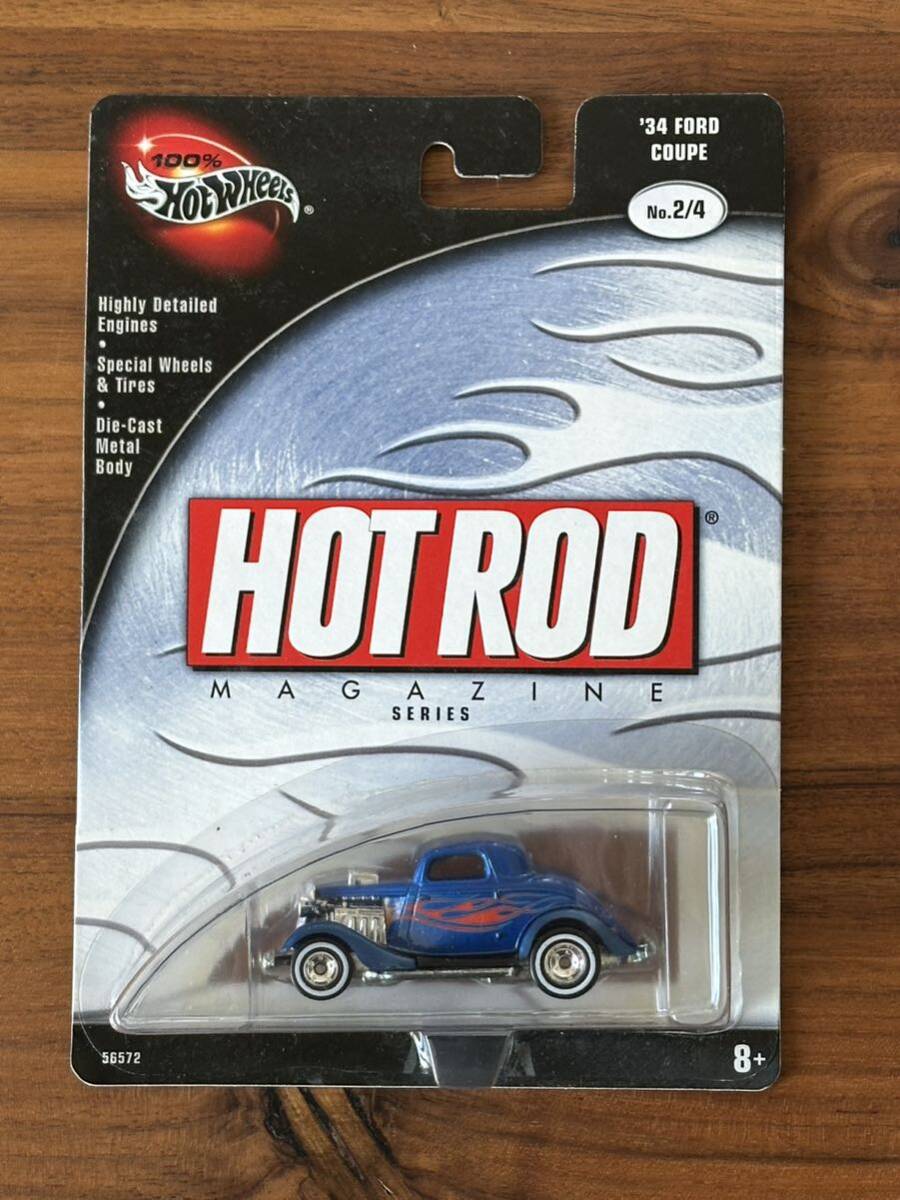 100%
HOT WHEELS®
'34 FORD
COUPE
No.2/4
Highly Detailed
Engines
•
Special Wheels
& Tires
•
Die-Cast
Metal
Body
HOT ROD®
MAGAZINE
SERIES
56572
8+